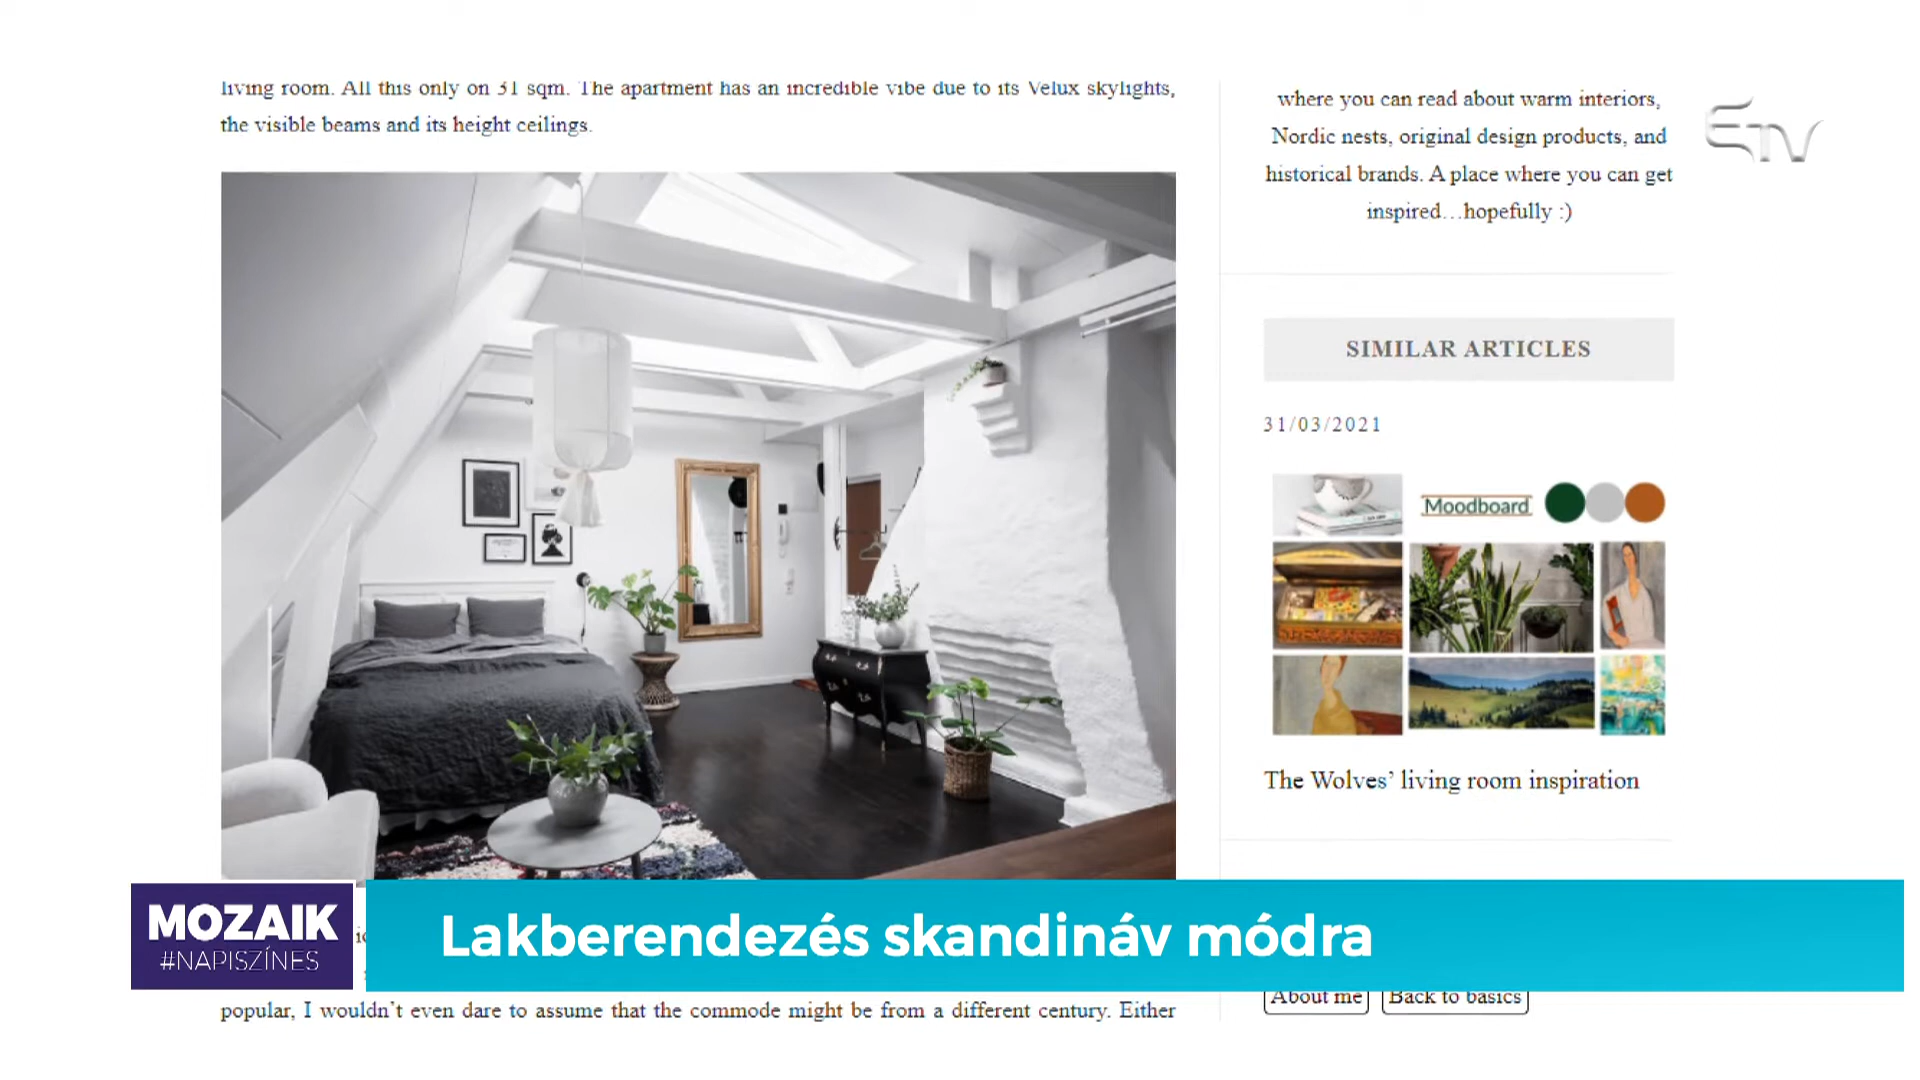 living room. All this only on 31 sqm. The apartment has an incredible vibe due to its Velux skylights,
the visible beams and its height ceilings.
where you can read about warm interiors,
Nordic nests, original design products, and
historical brands. A place where you can get
inspired…hopefully :)
ETV
SIMILAR ARTICLES
31/03/2021
Moodboard
The Wolves’ living room inspiration
MOZAIK
#NAPISZÍNES
Lakberendezés skandináv módra
About me
Back to basics
popular, I wouldn’t even dare to assume that the commode might be from a different century. Either